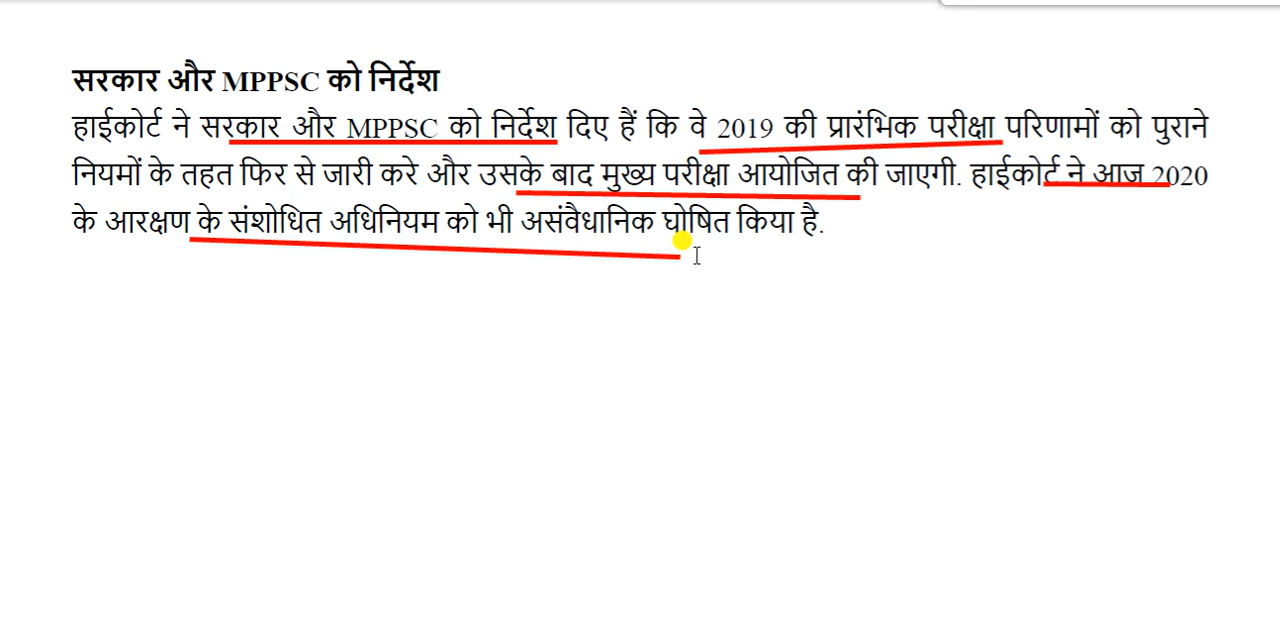 सरकार और MPPSC को निर्देश
हाईकोर्ट ने सरकार और MPPSC को निर्देश दिए हैं कि वे 2019 की प्रारंभिक परीक्षा परिणामों को पुराने
नियमों के तहत फिर से जारी करे और उसके बाद मुख्य परीक्षा आयोजित की जाएगी. हाईकोर्ट ने आज 2020
के आरक्षण के संशोधित अधिनियम को भी असंवैधानिक घोषित किया है.